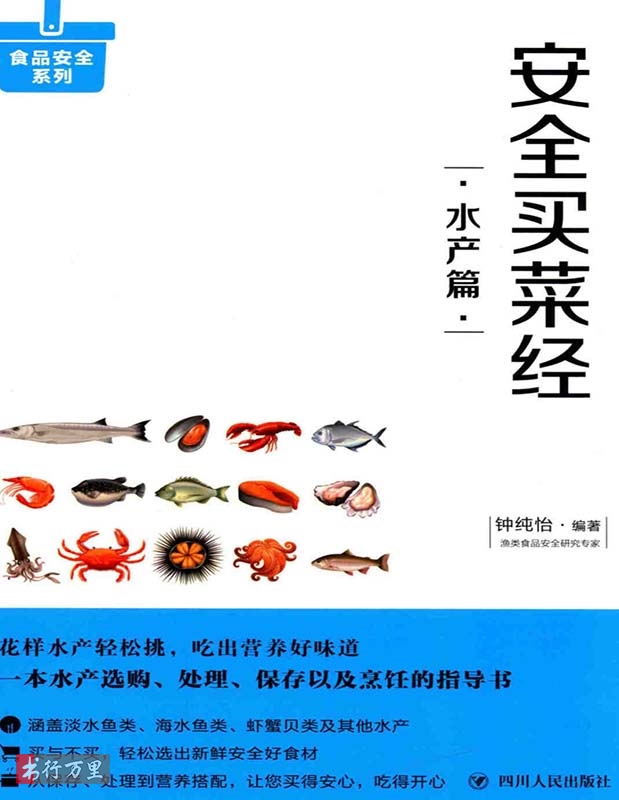 食品安全
系列
安全买菜经
·水产篇·
钟纯怡·编著
渔类食品安全研究专家
花样水产轻松挑，吃出营养好味道
一本水产选购、处理、保存以及烹饪的指导书
涵盖淡水鱼类、海水鱼类、虾蟹贝类及其他水产
买与不买，轻松选出新鲜安全好食材
从保存、处理到营养搭配，让您买得安心，吃得开心
书行万里
四川人民出版社